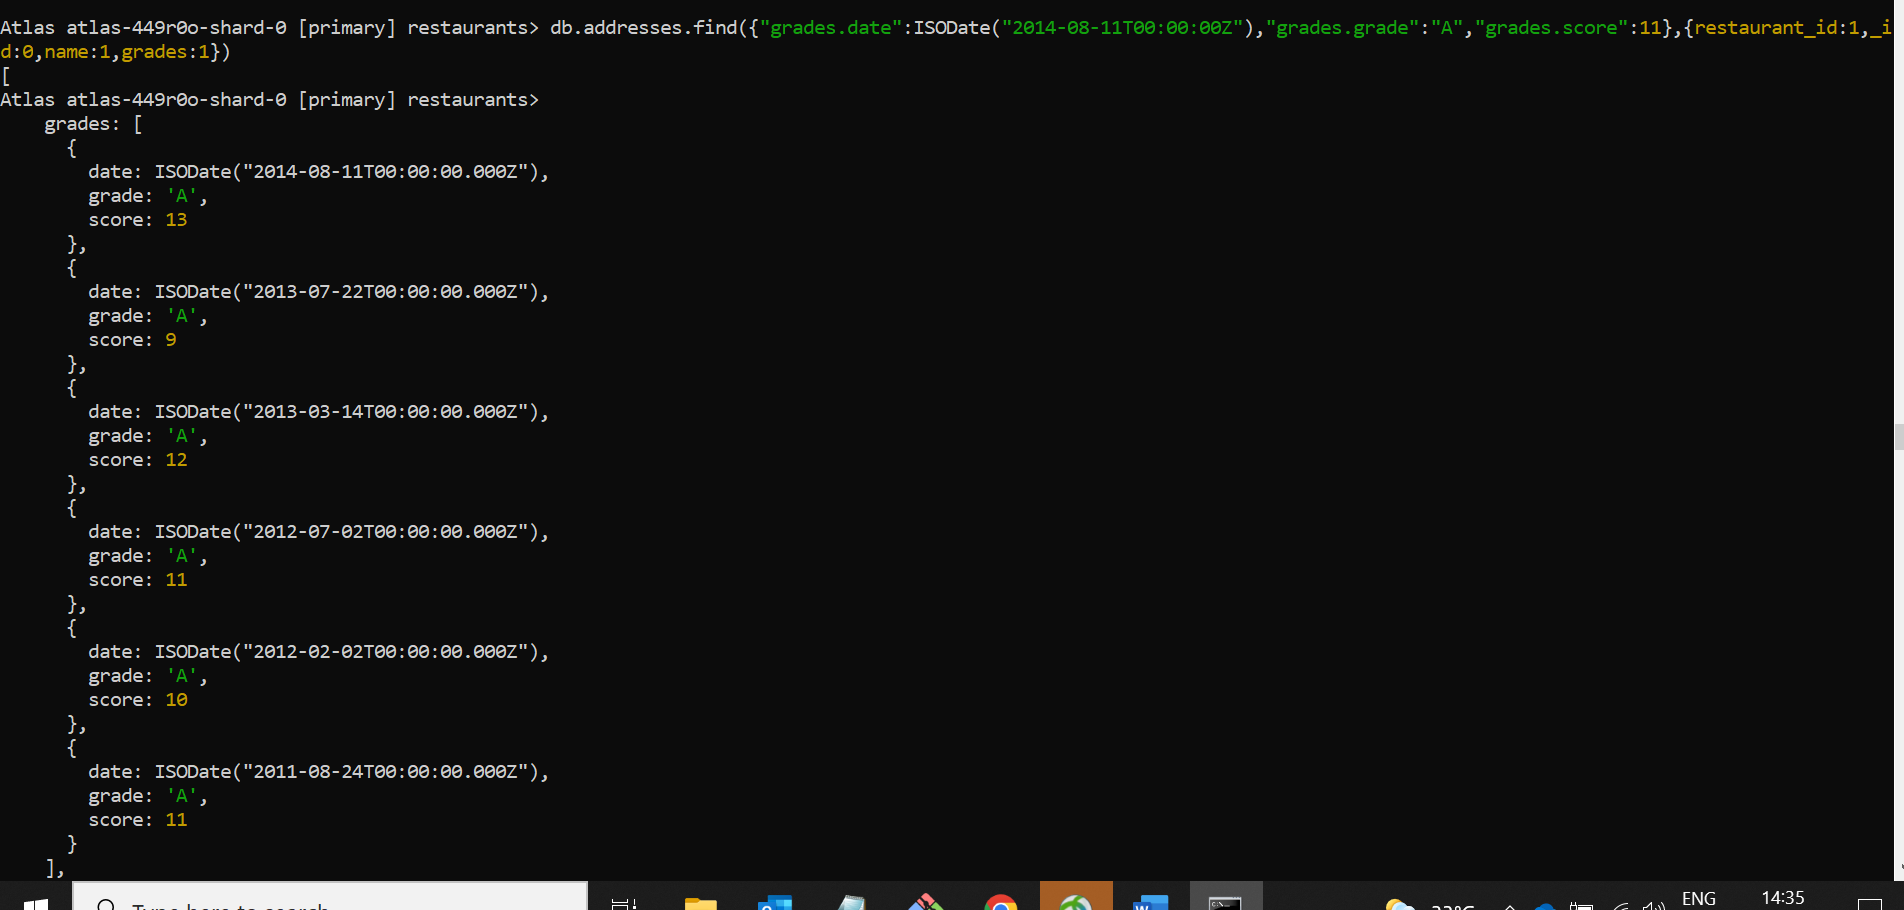 Atlas atlas-449r0o-shard-0 [primary] restaurants> db.addresses.find({"grades.date":ISODate("2014-08-11T00:00:00Z"),"grades.grade":"A","grades.score":11},{restaurant_id:1,_i
d:0,name:1,grades:1})
[
Atlas atlas-449r0o-shard-0 [primary] restaurants>
    grades: [
      {
        date: ISODate("2014-08-11T00:00:00.000Z"),
        grade: 'A',
        score: 13
      },
      {
        date: ISODate("2013-07-22T00:00:00.000Z"),
        grade: 'A',
        score: 9
      },
      {
        date: ISODate("2013-03-14T00:00:00.000Z"),
        grade: 'A',
        score: 12
      },
      {
        date: ISODate("2012-07-02T00:00:00.000Z"),
        grade: 'A',
        score: 11
      },
      {
        date: ISODate("2012-02-02T00:00:00.000Z"),
        grade: 'A',
        score: 10
      },
      {
        date: ISODate("2011-08-24T00:00:00.000Z"),
        grade: 'A',
        score: 11
      }
    ],
Type here to search
ENG
14:35